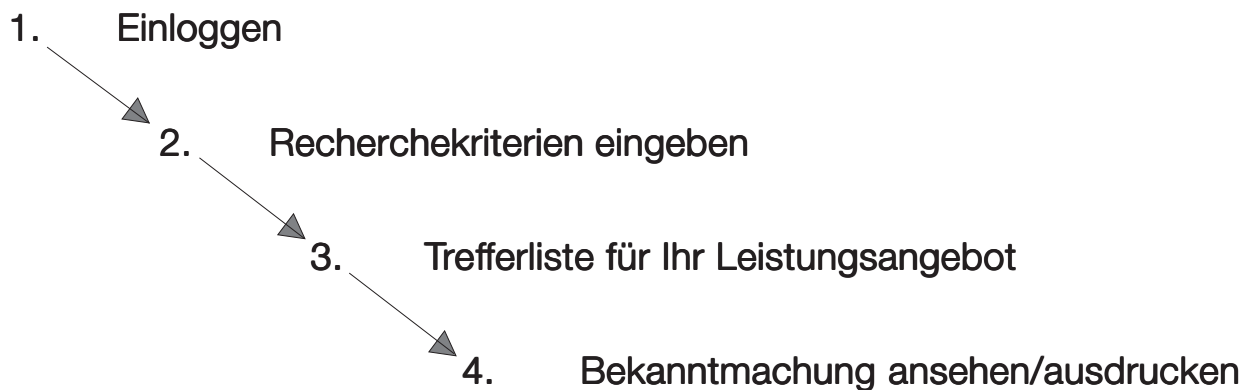 1. Einloggen
2. Recherchekriterien eingeben
3. Trefferliste für Ihr Leistungsangebot
4. Bekanntmachung ansehen/ausdrucken